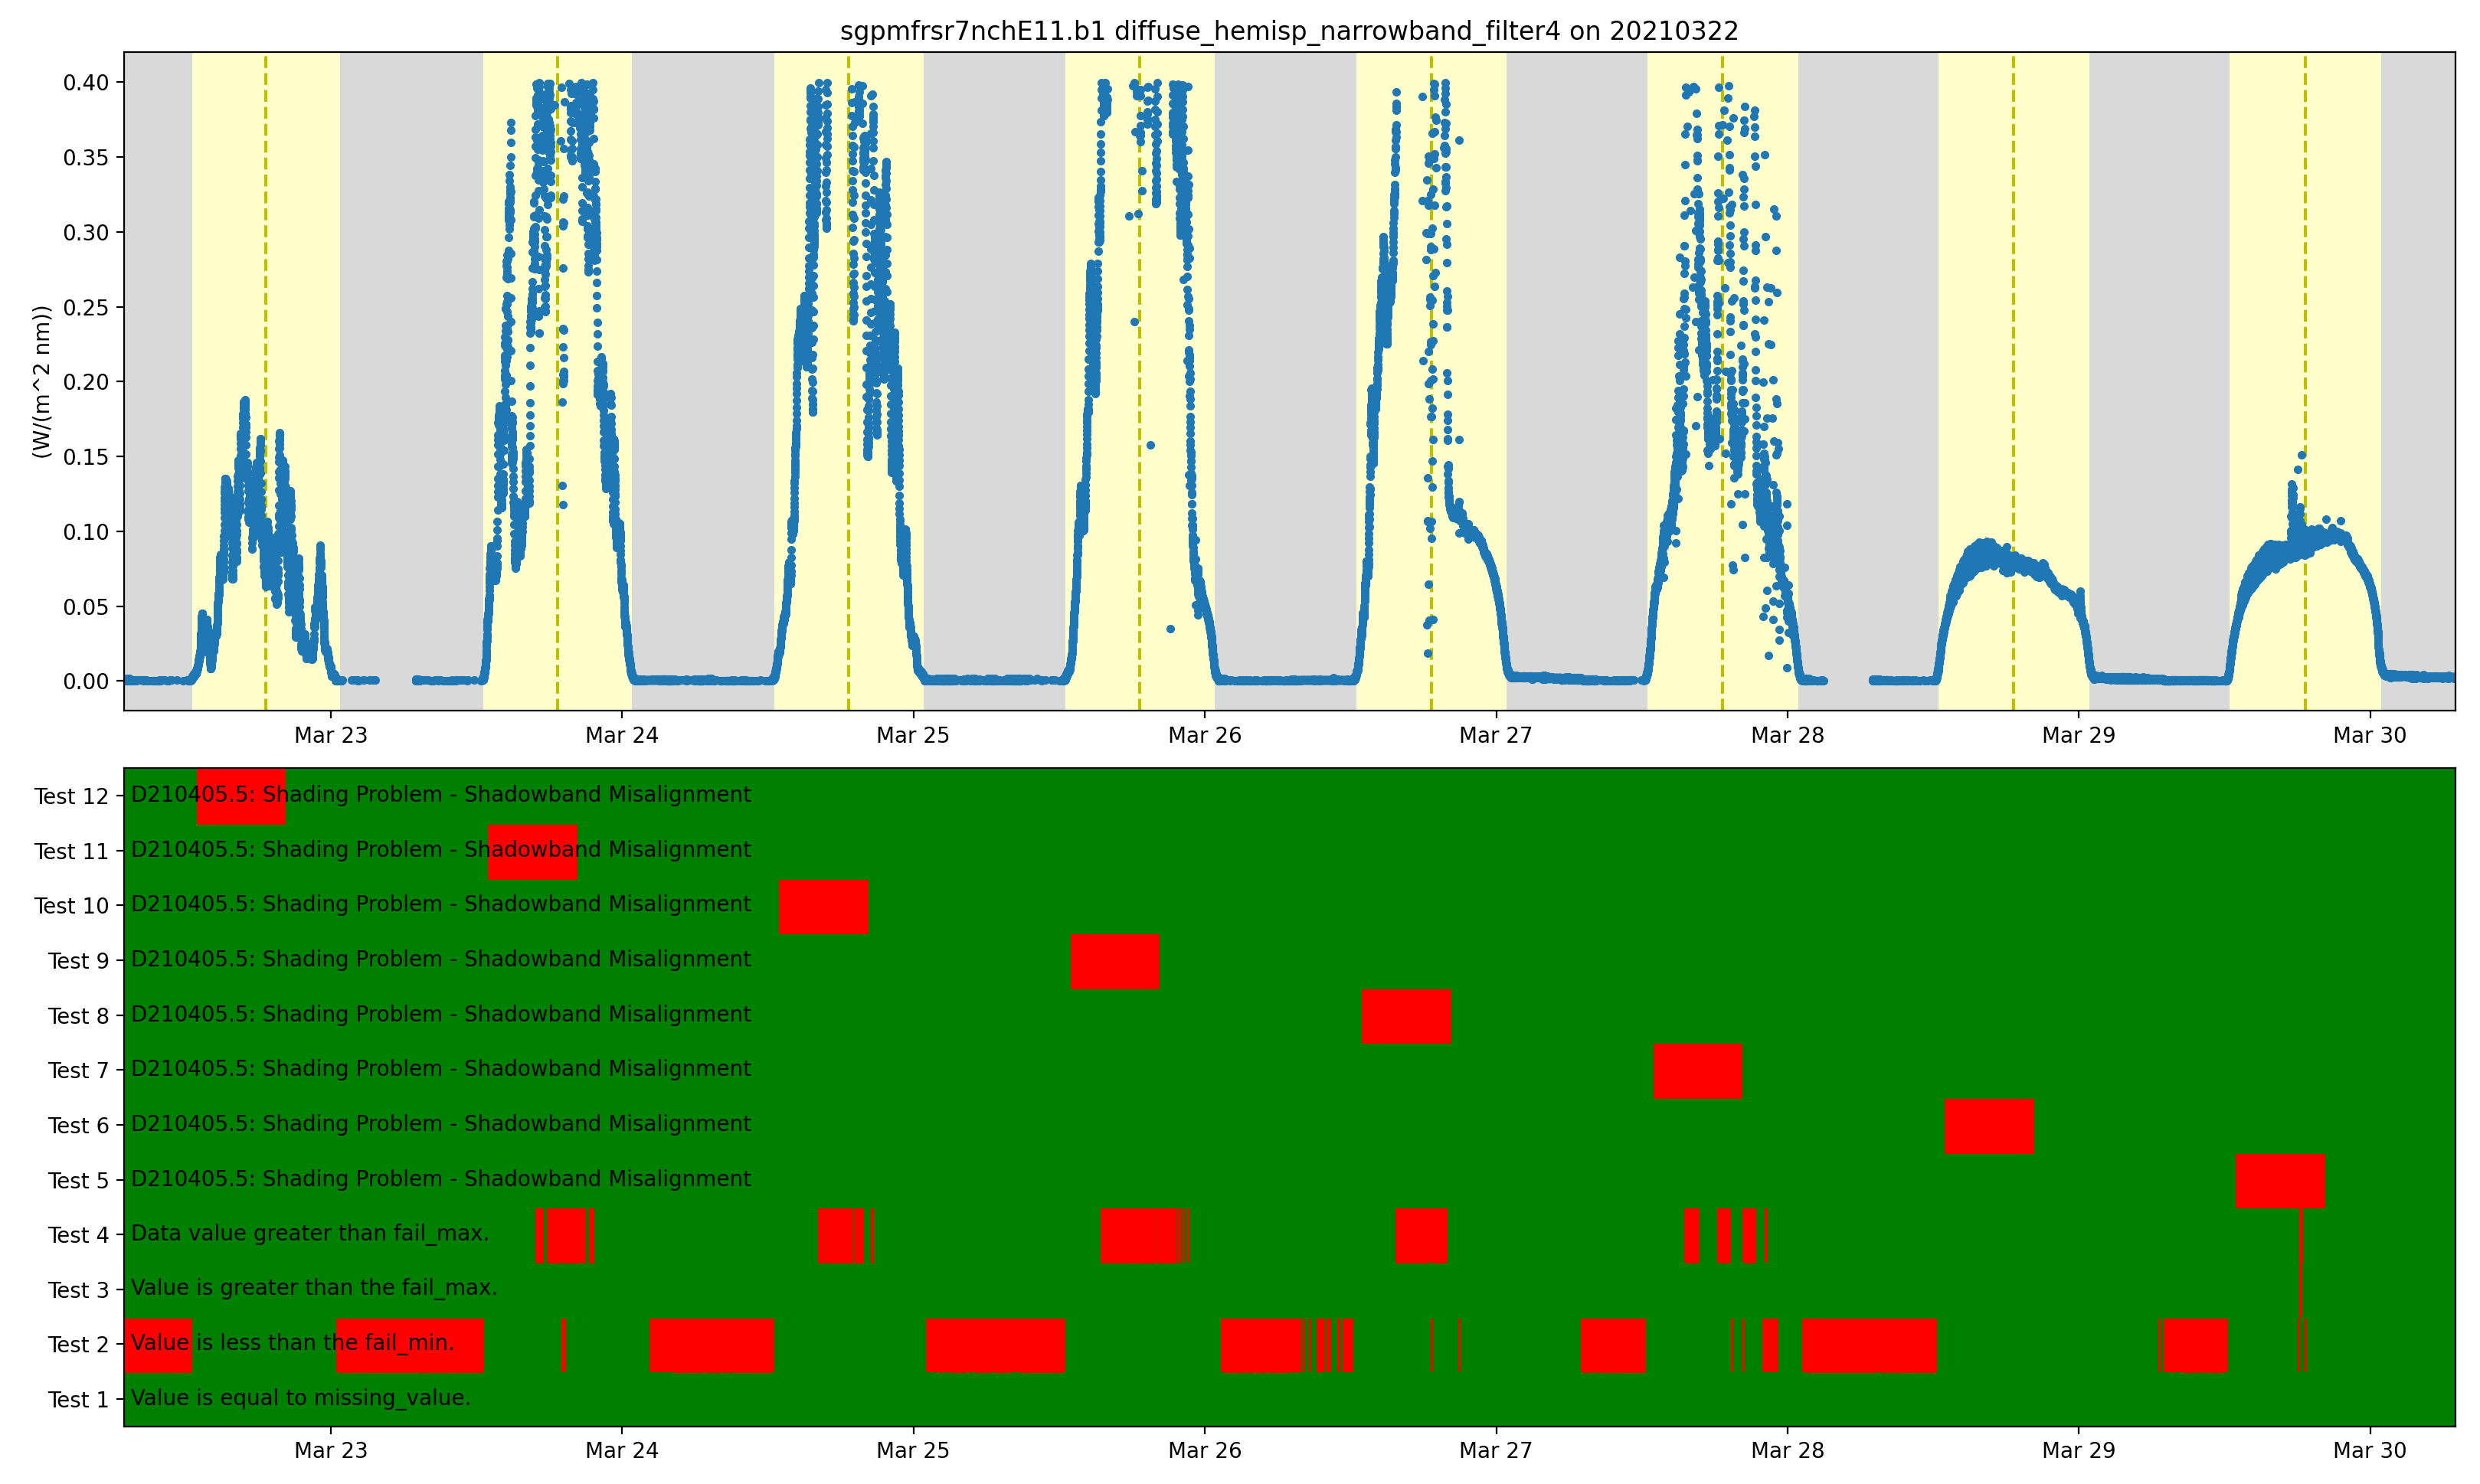 sgpmfrsr7nchE11.b1 diffuse_hemisp_narrowband_filter4 on 20210322
(W/(m^2 nm))
0.40
0.35
0.30
0.25
0.20
0.15
0.10
0.05
0.00
Mar 23 Mar 24 Mar 25 Mar 26 Mar 27 Mar 28 Mar 29 Mar 30
Test 12 D210405.5: Shading Problem - Shadowband Misalignment
Test 11 D210405.5: Shading Problem - Shadowband Misalignment
Test 10 D210405.5: Shading Problem - Shadowband Misalignment
Test 9 D210405.5: Shading Problem - Shadowband Misalignment
Test 8 D210405.5: Shading Problem - Shadowband Misalignment
Test 7 D210405.5: Shading Problem - Shadowband Misalignment
Test 6 D210405.5: Shading Problem - Shadowband Misalignment
Test 5 D210405.5: Shading Problem - Shadowband Misalignment
Test 4 Data value greater than fail_max.
Test 3 Value is greater than the fail_max.
Test 2 Value is less than the fail_min.
Test 1 Value is equal to missing_value.
Mar 23 Mar 24 Mar 25 Mar 26 Mar 27 Mar 28 Mar 29 Mar 30